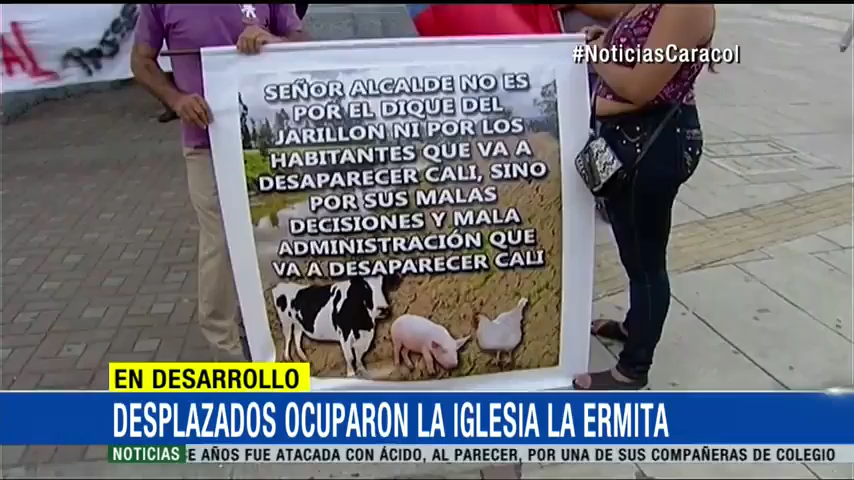 #NoticiasCaracol
AL
SEÑOR ALCALDE NO ES
POR EL DIQUE DEL
JARILLON NI POR LOS
HABITANTES QUE VA A
DESAPARECER CALI, SINO
POR SUS MALAS
DECISIONES Y MALA
ADMINISTRACIÓN QUE
VA A DESAPARECER CALI
EN DESARROLLO
DESPLAZADOS OCUPARON LA IGLESIA LA ERMITA
NOTICIAS E AÑOS FUE ATACADA CON ÁCIDO, AL PARECER, POR UNA DE SUS COMPAÑERAS DE COLEGIO